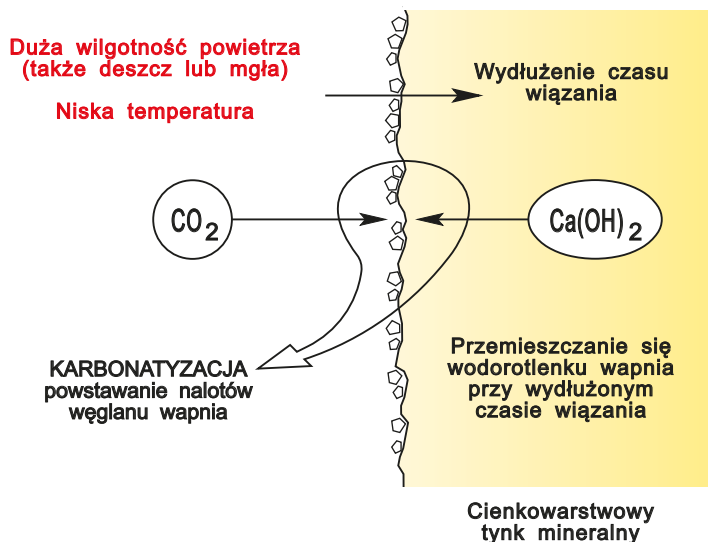 Duża wilgotność powietrza
(także deszcz lub mgła)
Niska temperatura
Wydłużenie czasu
wiązania
CO2
Ca(OH)2
KARBONATYZACJA
powstawanie nalotów
węglanu wapnia
Przemieszczanie się
wodorotlenku wapnia
przy wydłużonym
czasie wiązania
Cienkowarstwowy
tynk mineralny